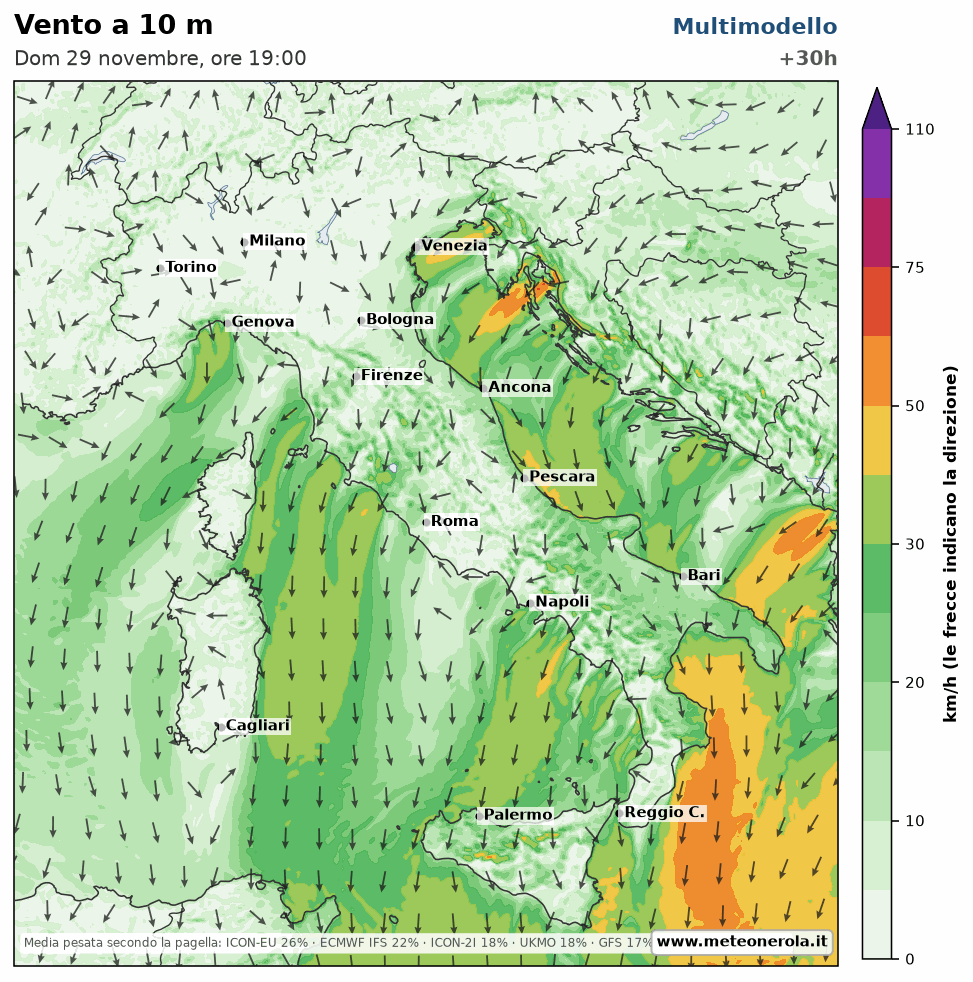 Vento a 10 m
Multimodello
Dom 29 novembre, ore 19:00
+30h
110
Venezia
Milano
Torino
75
Genova
Bologna
Firenze
Ancona
50
Pescara
Roma
30
Bari
Napoli
20
Cagliari
Palermo
Reggio C.
10
0
km/h (le frecce indicano la direzione)
Media pesata secondo la pagella: ICON-EU 26% · ECMWF IFS 22% · ICON-2I 18% · UKMO 18% · GFS 17%
www.meteonerola.it